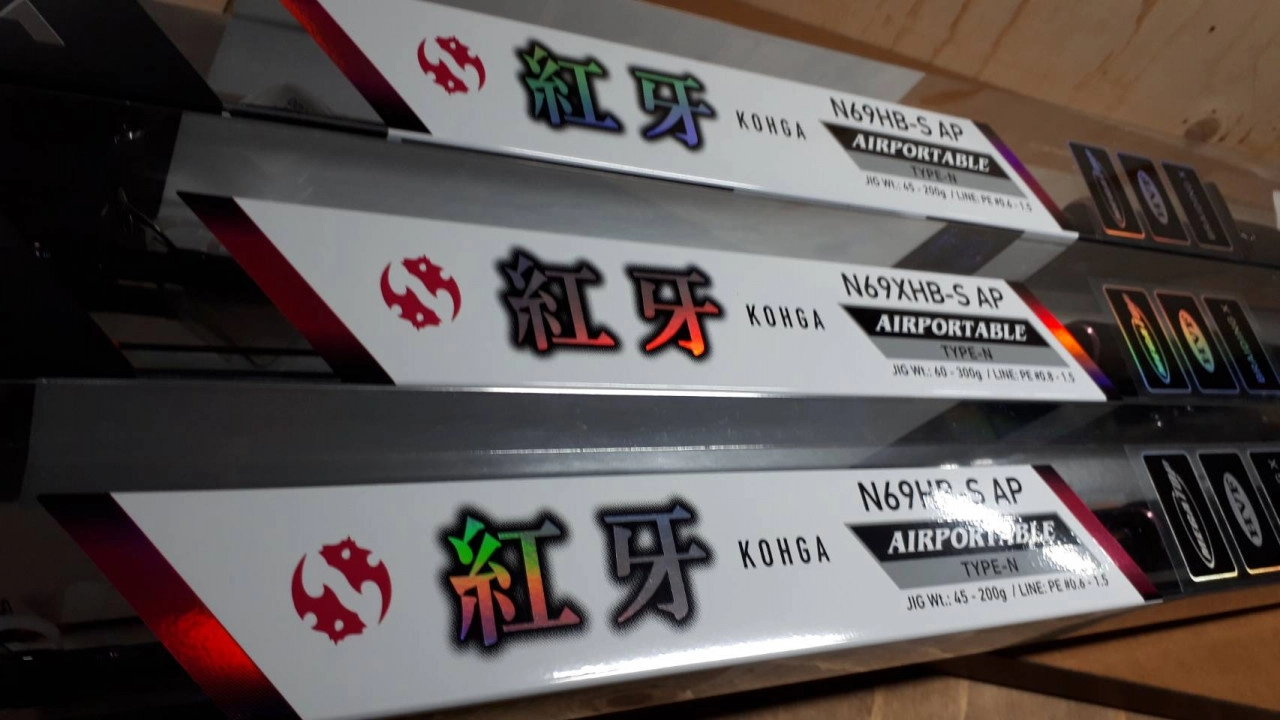 紅牙 KOHGA
N69HB-S AP
AIRPORTABLE
TYPE-N
JIG Wt.: 45 - 200g / LINE: PE #0.6 - 1.5
紅牙 KOHGA
N69XHB-S AP
AIRPORTABLE
TYPE-N
JIG Wt.: 60 - 300g / LINE: PE #0.8 - 1.5
紅牙 KOHGA
N69HB-S AP
AIRPORTABLE
TYPE-N
JIG Wt.: 45 - 200g / LINE: PE #0.6 - 1.5